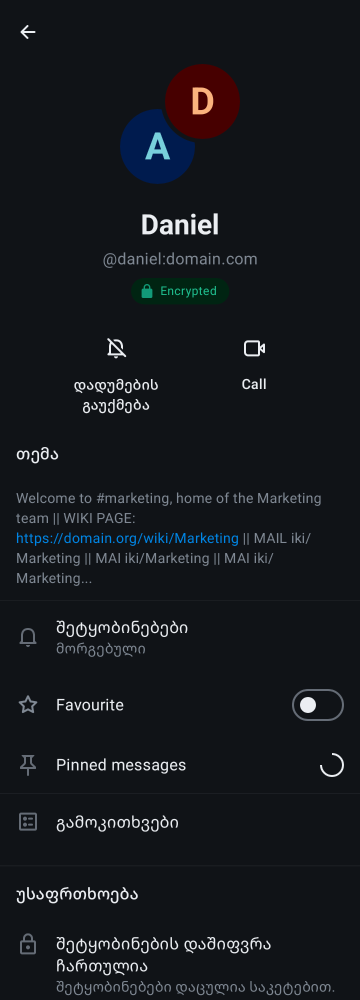 D
A
Daniel
@daniel:domain.com
Encrypted
დადუმების
გაუქმება
Call
თემა
Welcome to #marketing, home of the Marketing
team || WIKI PAGE:
https://domain.org/wiki/Marketing || MAIL iki/
Marketing || MAI iki/Marketing || MAI iki/
Marketing...
შეტყობინებები
მორგებული
Favourite
Pinned messages
გამოკითხვები
უსაფრთხოება
შეტყობინების დაშიფვრა
ჩართულია
შეტყობინებები დაცულია საკეტებით.